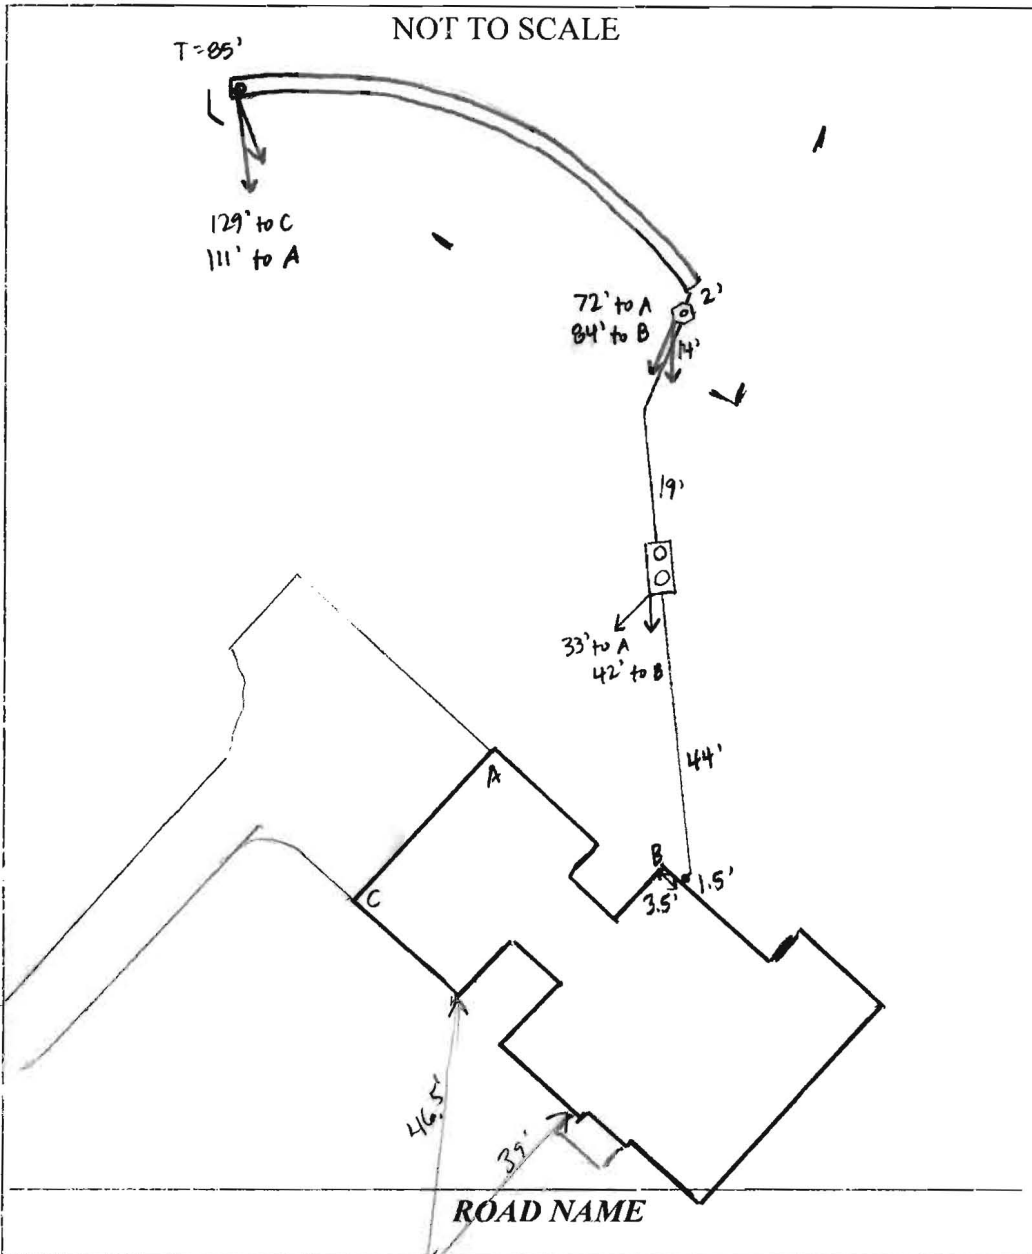 NOT TO SCALE
T=85'
129' to C
111' to A
2'
72' to A
84' to B
14'
19'
33' to A
42' to B
44'
A
B
1.5'
3.5'
C
46.5'
39'
ROAD NAME